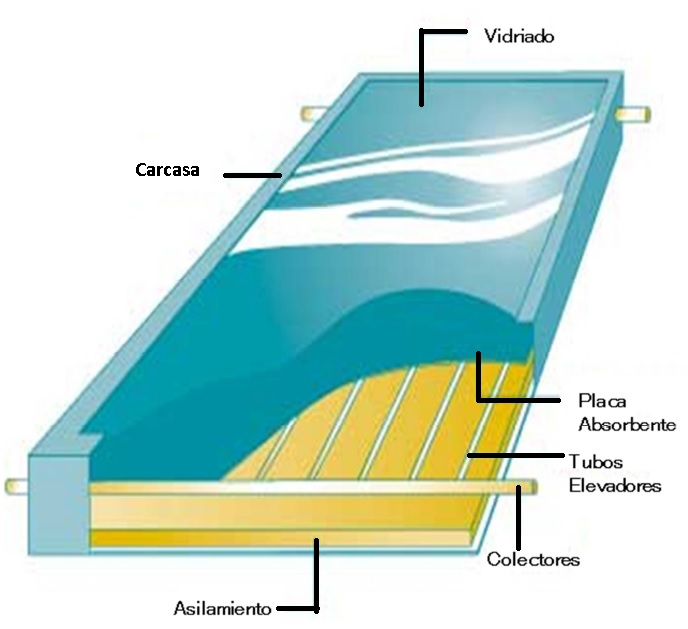 Vidriado
Carcasa
Placa
Absorbente
Tubos
Elevadores
Colectores
Asilamiento